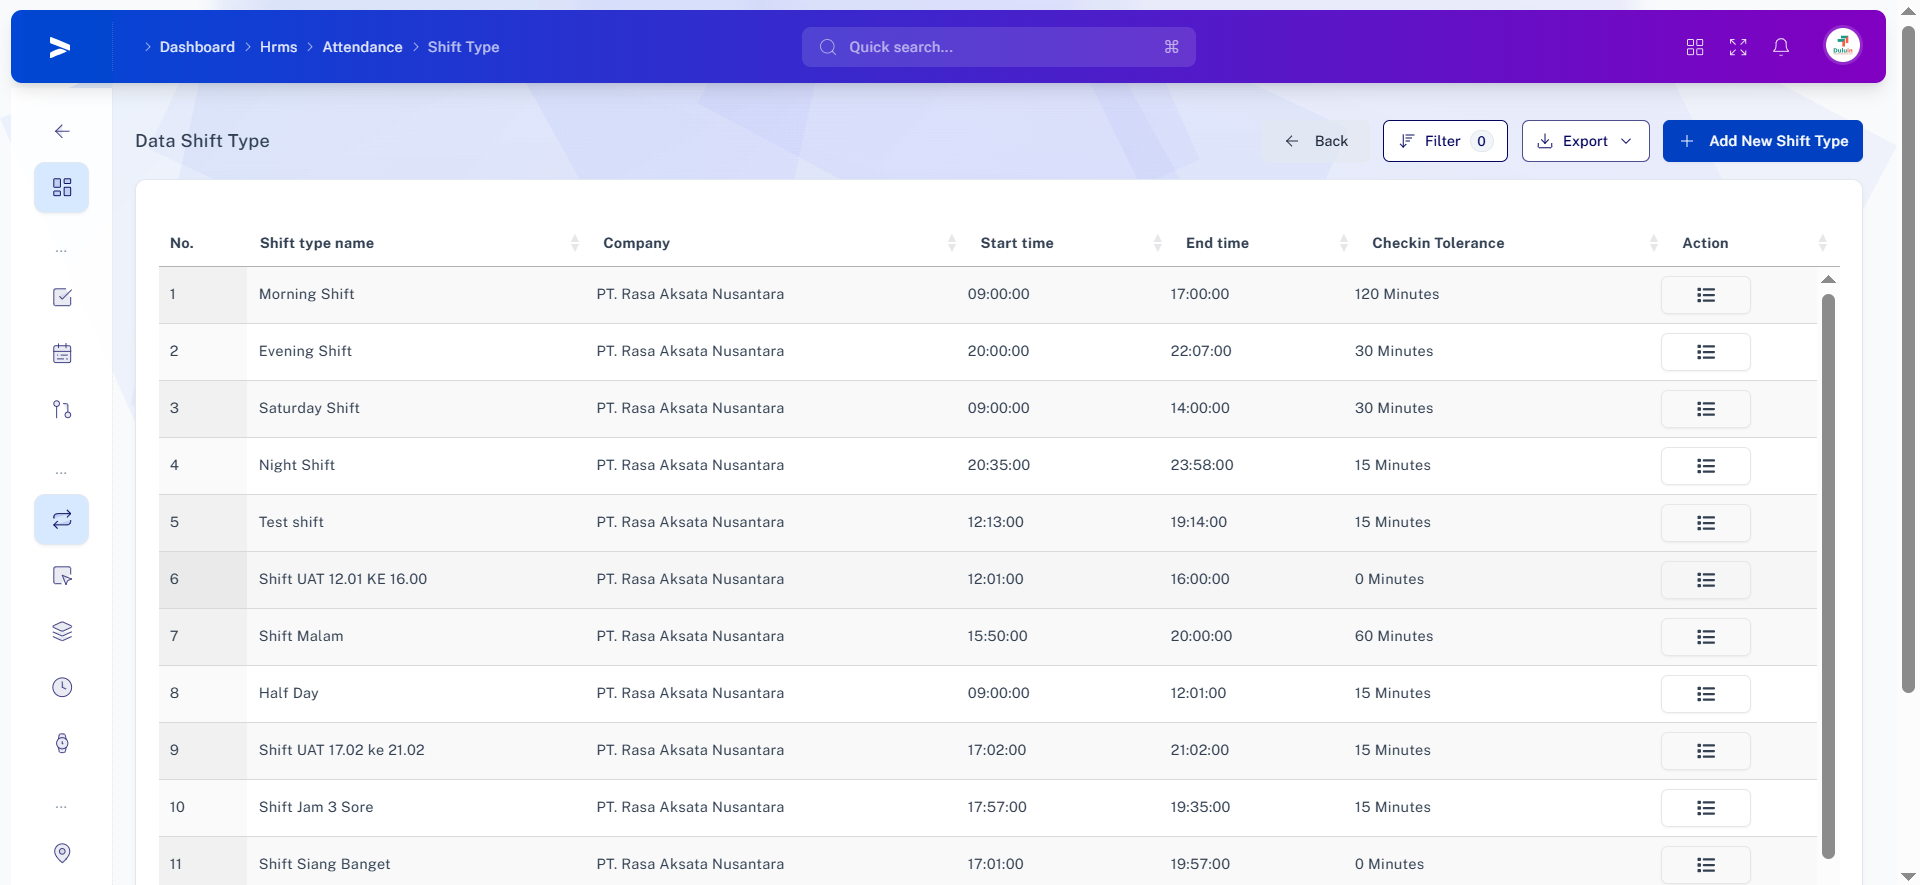 Dashboard Hrms Attendance Shift Type
Quick search...
Duluin
Data Shift Type
Back
Filter 0
Export
Add New Shift Type
No. Shift type name Company Start time End time Checkin Tolerance Action
1 Morning Shift PT. Rasa Aksata Nusantara 09:00:00 17:00:00 120 Minutes
2 Evening Shift PT. Rasa Aksata Nusantara 20:00:00 22:07:00 30 Minutes
3 Saturday Shift PT. Rasa Aksata Nusantara 09:00:00 14:00:00 30 Minutes
4 Night Shift PT. Rasa Aksata Nusantara 20:35:00 23:58:00 15 Minutes
5 Test shift PT. Rasa Aksata Nusantara 12:13:00 19:14:00 15 Minutes
6 Shift UAT 12.01 KE 16.00 PT. Rasa Aksata Nusantara 12:01:00 16:00:00 0 Minutes
7 Shift Malam PT. Rasa Aksata Nusantara 15:50:00 20:00:00 60 Minutes
8 Half Day PT. Rasa Aksata Nusantara 09:00:00 12:01:00 15 Minutes
9 Shift UAT 17.02 ke 21.02 PT. Rasa Aksata Nusantara 17:02:00 21:02:00 15 Minutes
10 Shift Jam 3 Sore PT. Rasa Aksata Nusantara 17:57:00 19:35:00 15 Minutes
11 Shift Siang Banget PT. Rasa Aksata Nusantara 17:01:00 19:57:00 0 Minutes